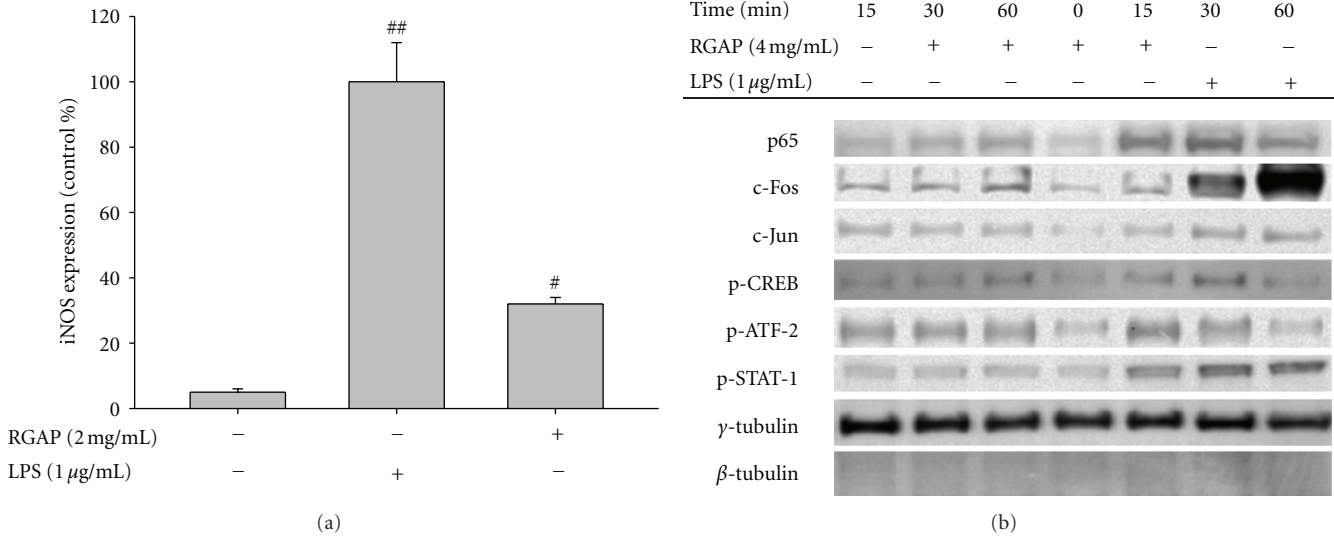 120
100
80
60
40
20
0
iNOS expression (control %)
##
#
RGAP (2 mg/mL) − − +
LPS (1 µg/mL) − + −
(a)
Time (min) 15 30 60 0 15 30 60
RGAP (4 mg/mL) − + + + + − −
LPS (1 µg/mL) − − − − − + +
p65
c-Fos
c-Jun
p-CREB
p-ATF-2
p-STAT-1
γ-tubulin
β-tubulin
(b)